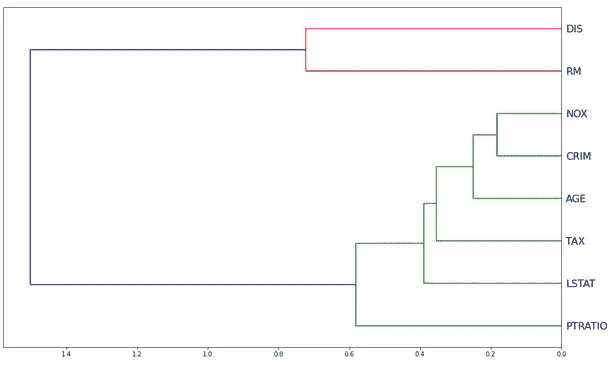 DIS
RM
NOX
CRIM
AGE
TAX
LSTAT
PTRATIO
1.4 1.2 1.0 0.8 0.6 0.4 0.2 0.0